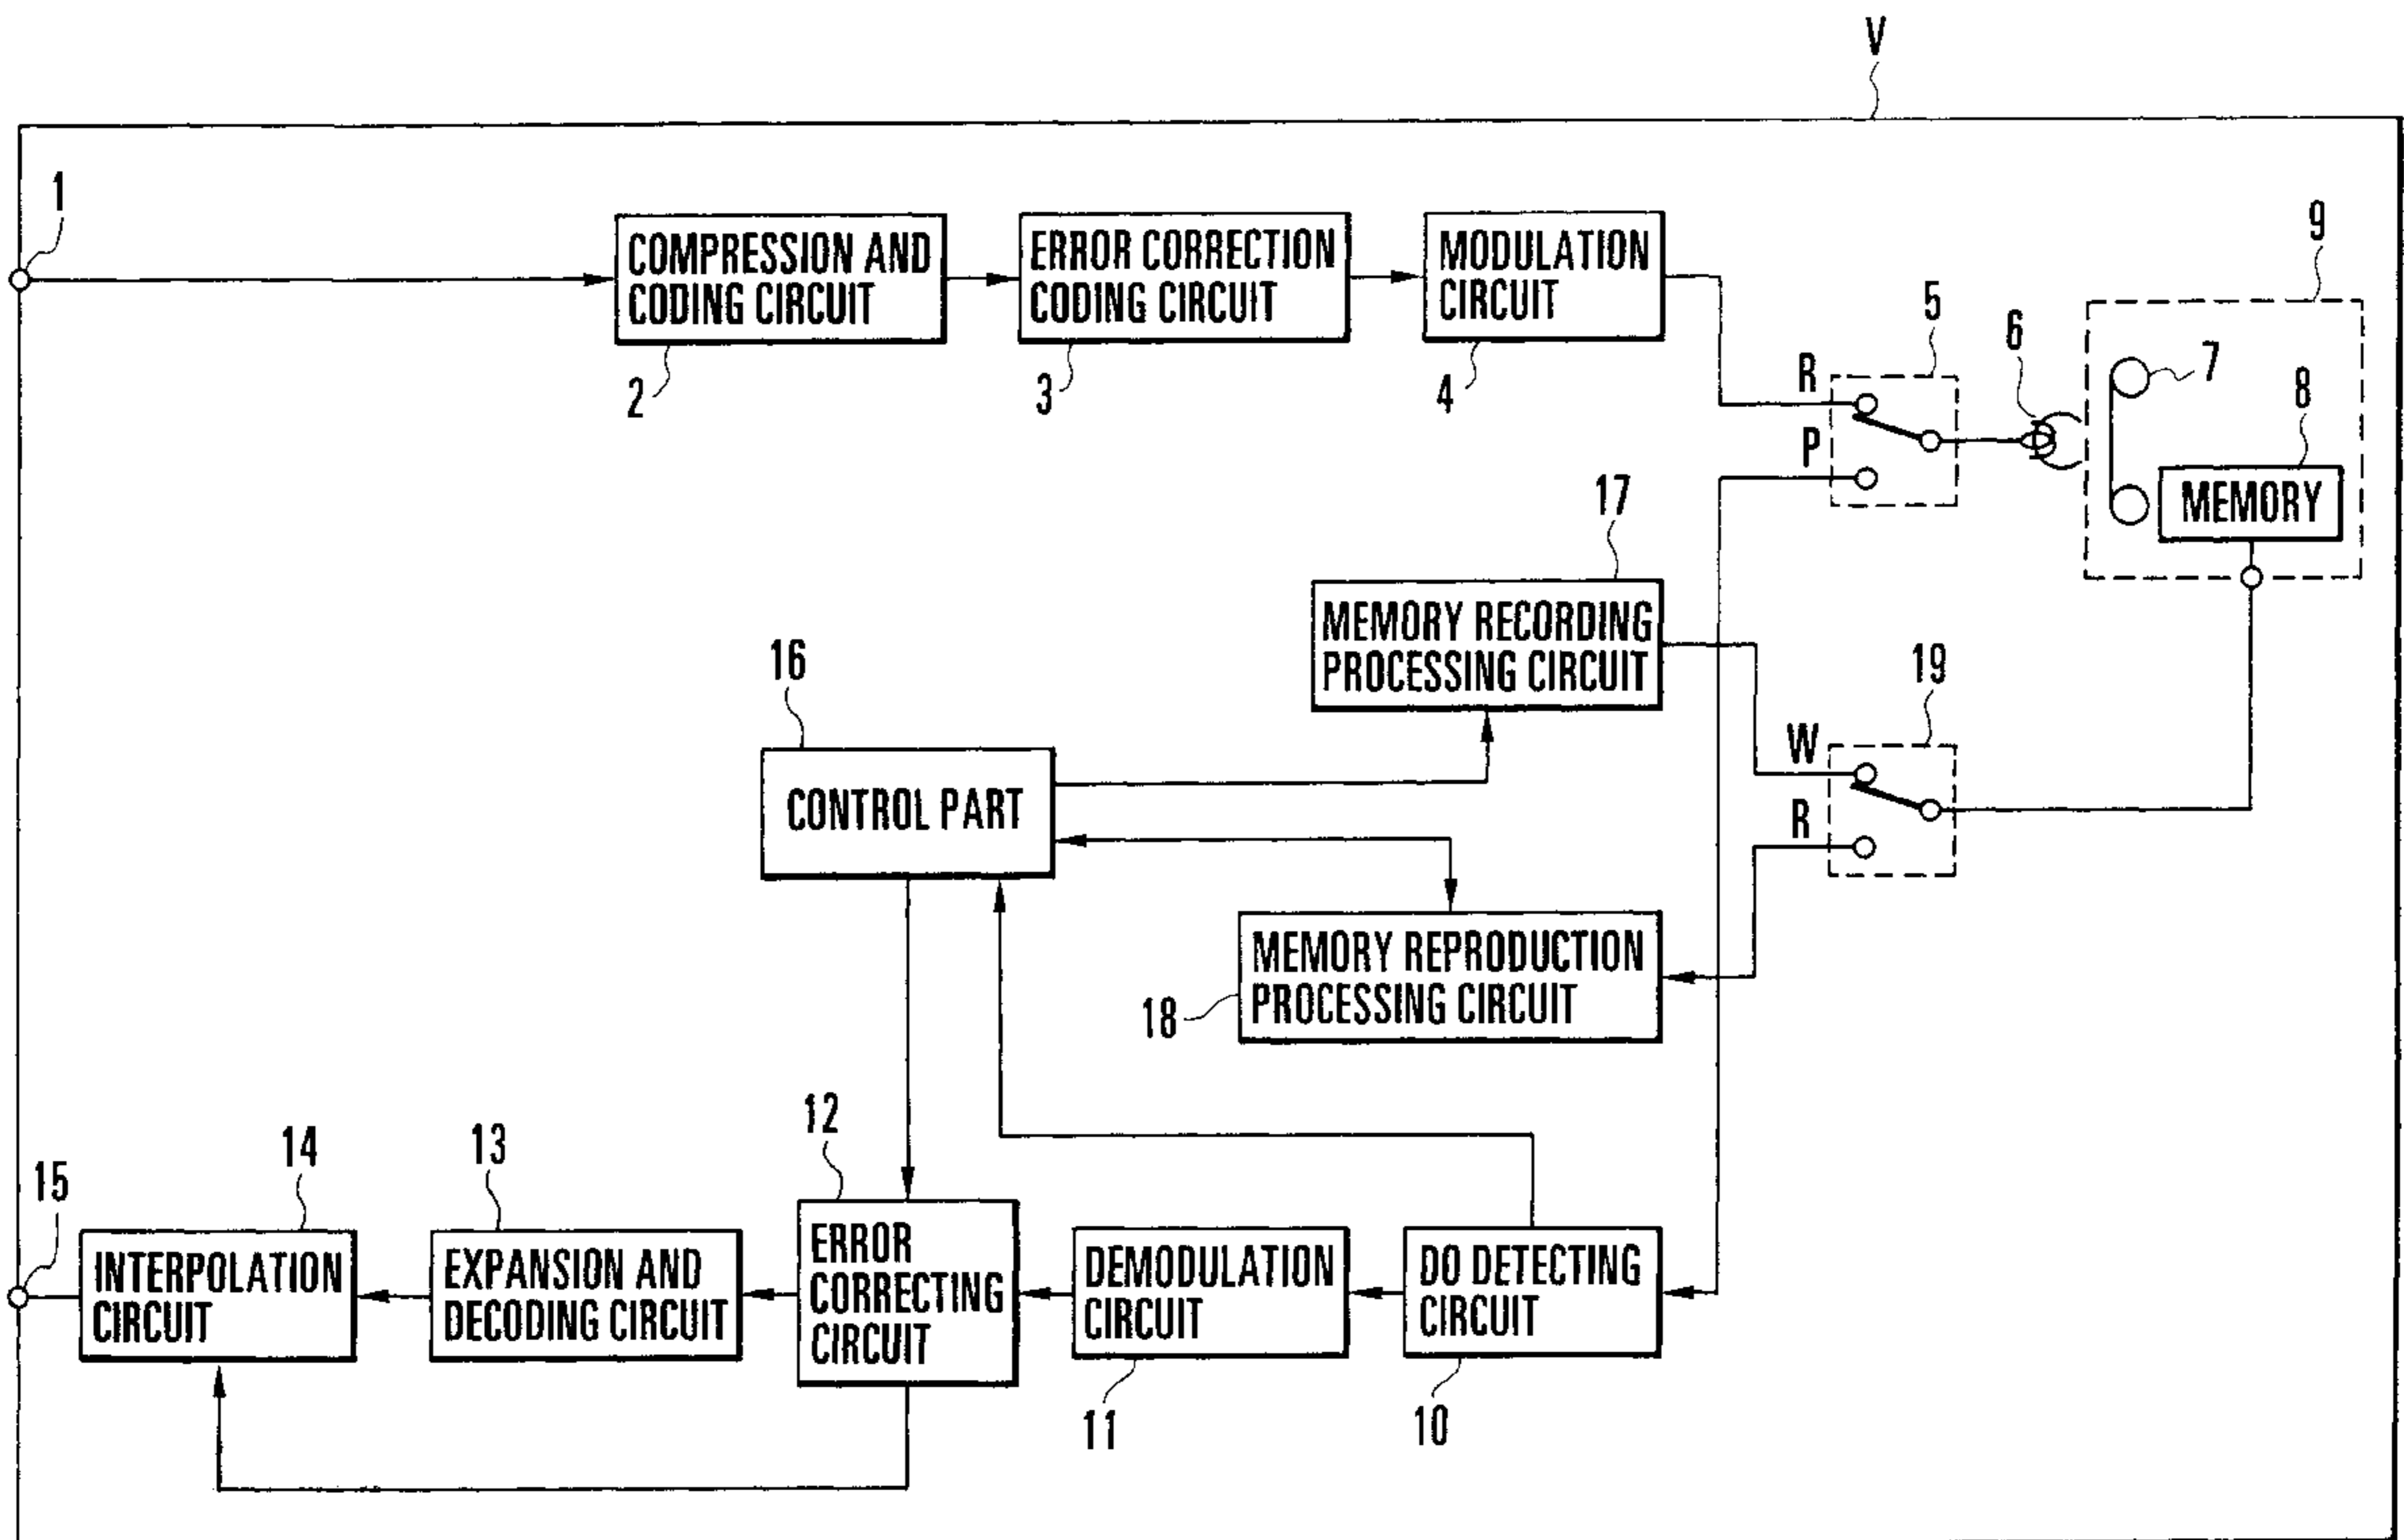 V
1
COMPRESSION AND
CODING CIRCUIT
2
ERROR CORRECTION
CODING CIRCUIT
3
MODULATION
CIRCUIT
4
R
P
5
6
7
MEMORY
8
9
17
MEMORY RECORDING
PROCESSING CIRCUIT
16
CONTROL PART
W
R
19
MEMORY REPRODUCTION
PROCESSING CIRCUIT
18
15
14
INTERPOLATION
CIRCUIT
13
EXPANSION AND
DECODING CIRCUIT
12
ERROR
CORRECTING
CIRCUIT
DEMODULATION
CIRCUIT
11
DO DETECTING
CIRCUIT
10